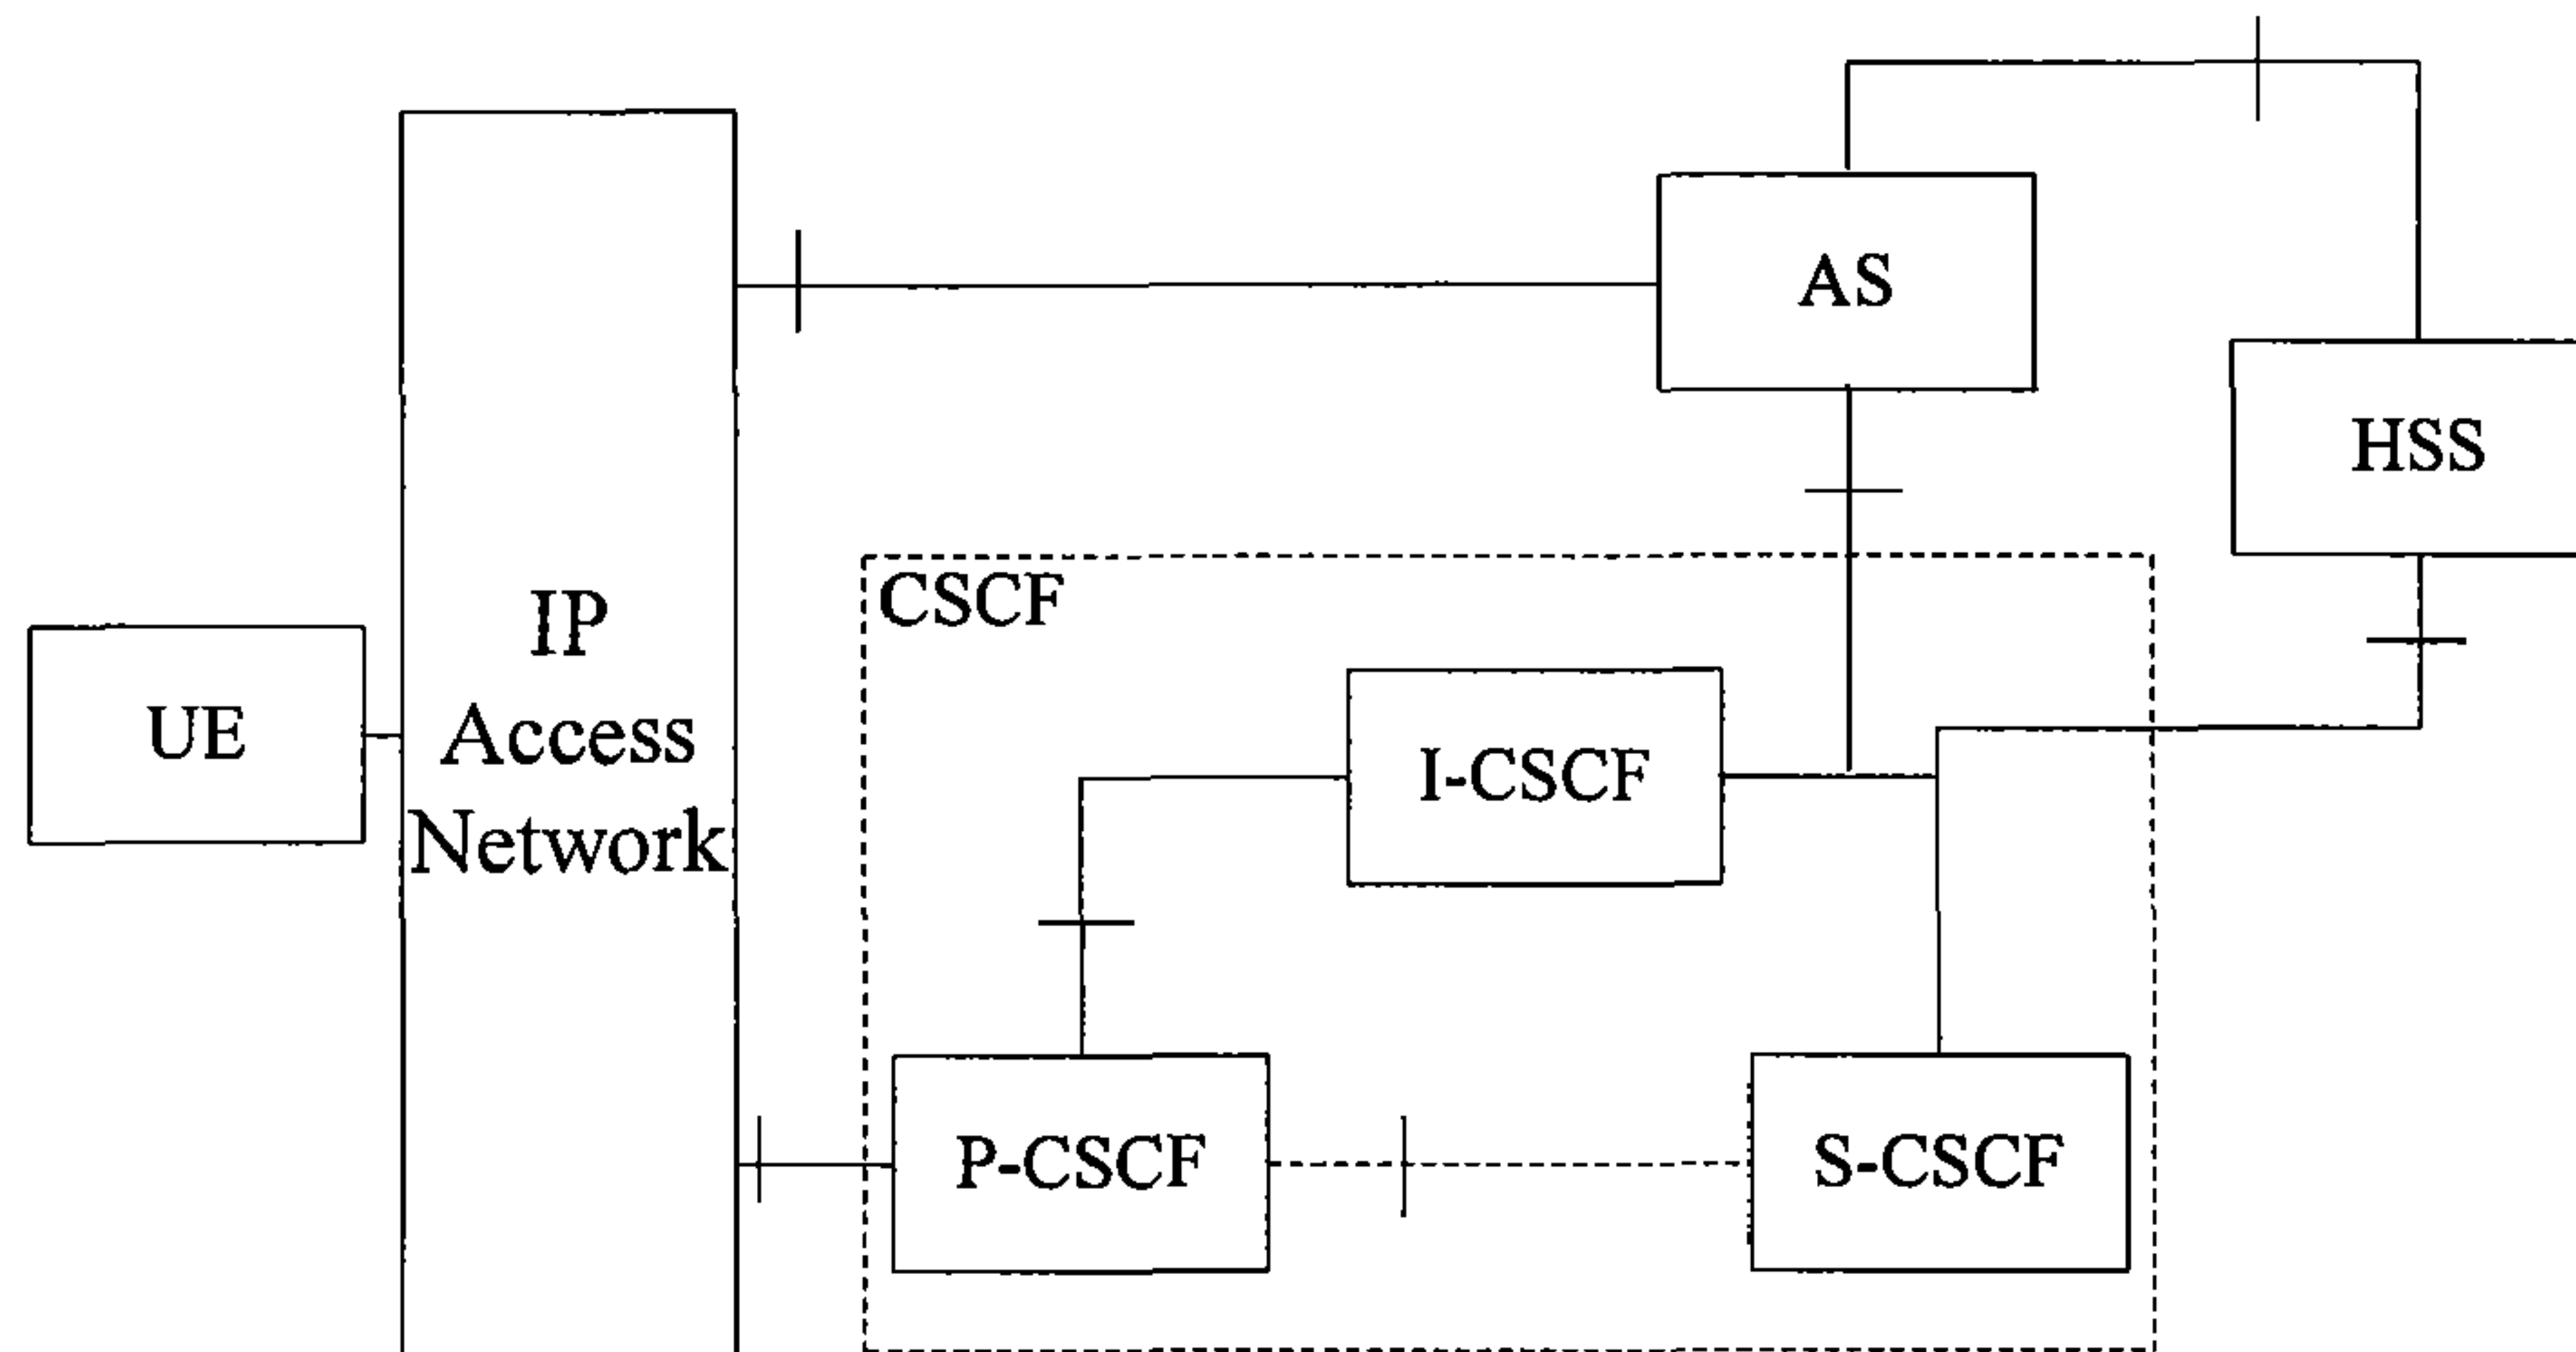 AS
HSS
CSCF
IP
Access
Network
UE
I-CSCF
P-CSCF
S-CSCF